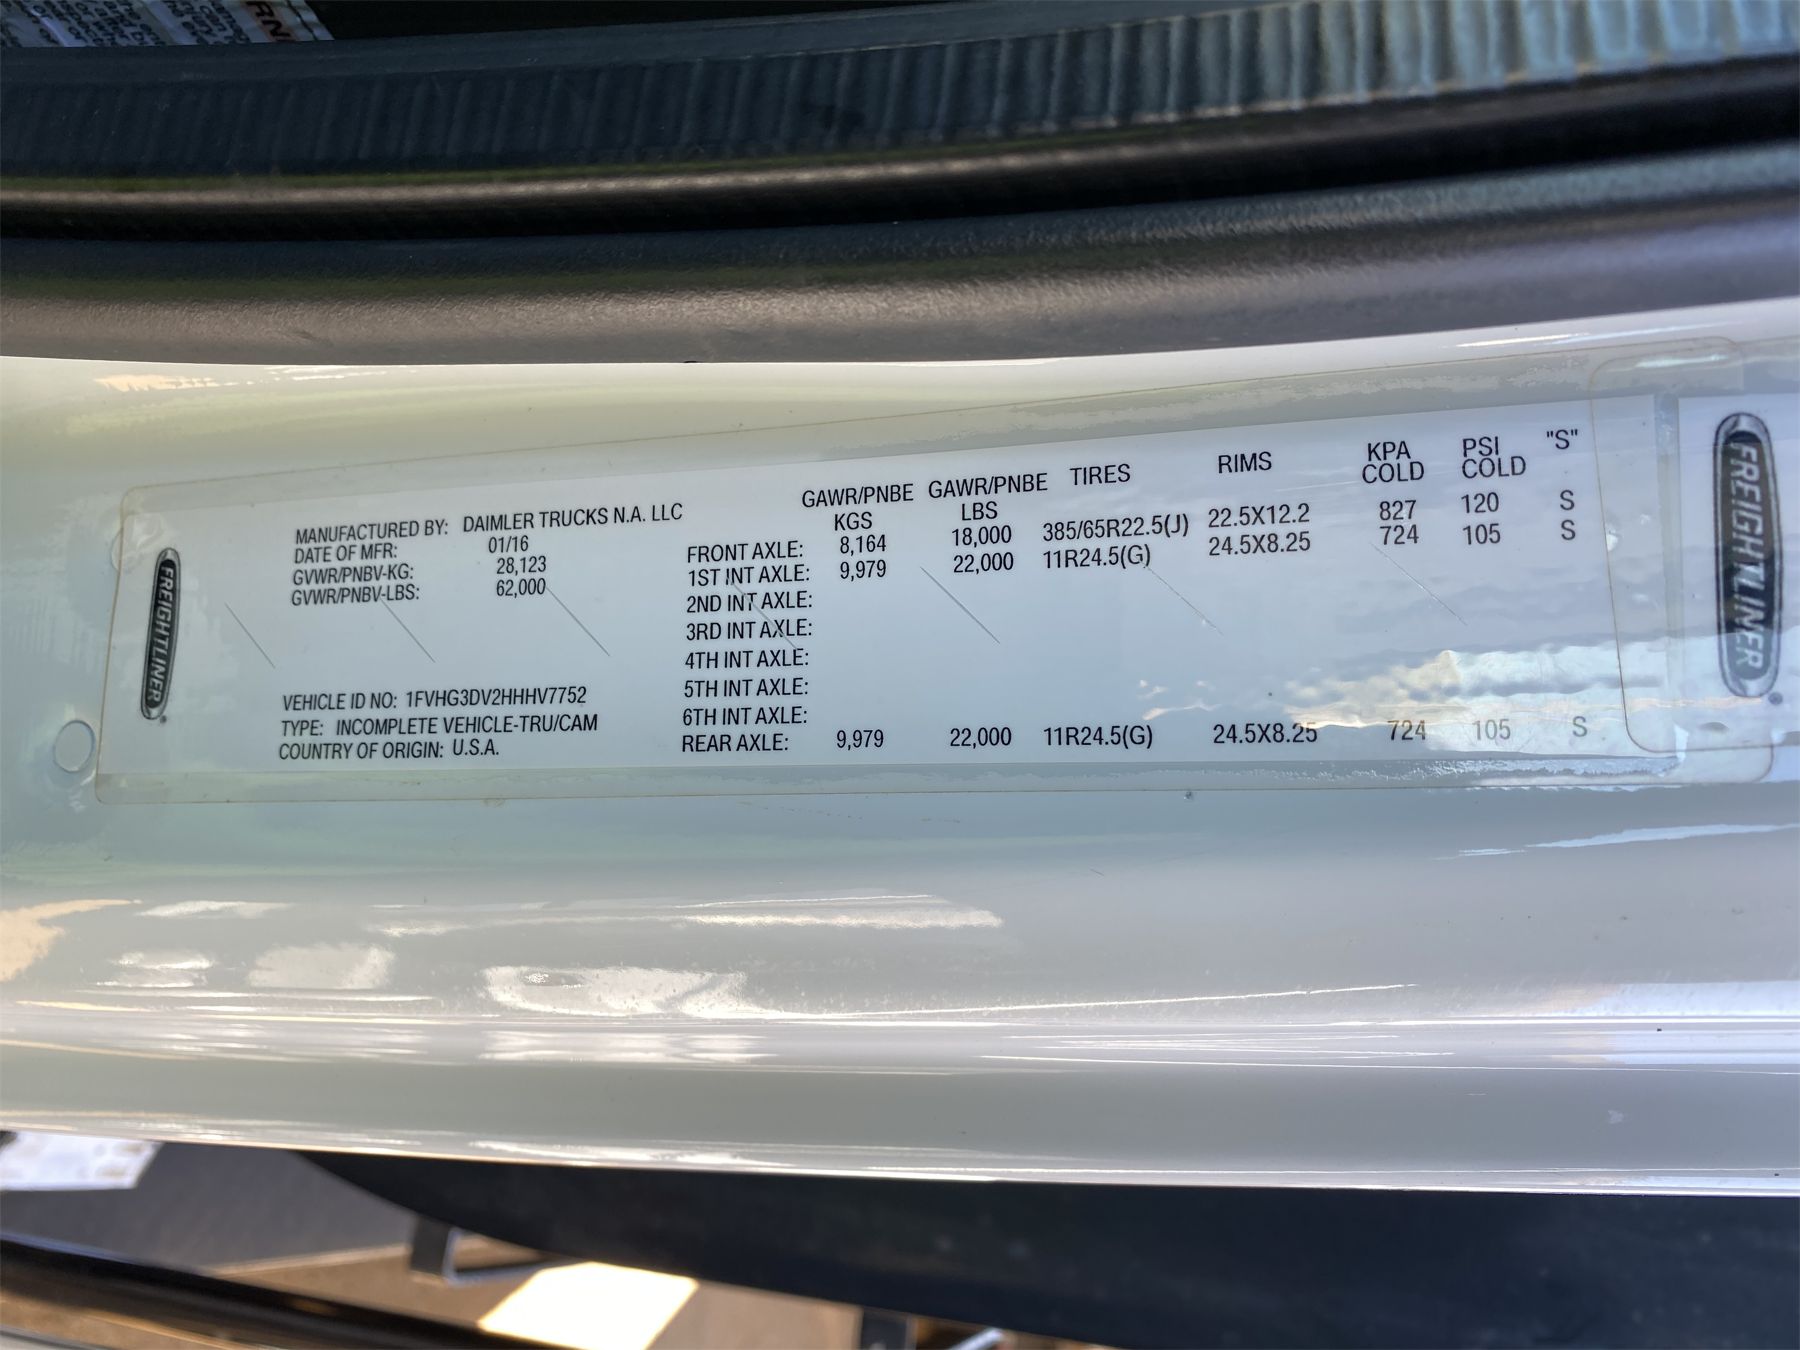 FREIGHTLINER
MANUFACTURED BY: DAIMLER TRUCKS N.A. LLC
DATE OF MFR: 01/16
GVWR/PNBV-KG: 28,123
GVWR/PNBV-LBS: 62,000
VEHICLE ID NO: 1FVHG3DV2HHHV7752
TYPE: INCOMPLETE VEHICLE-TRU/CAM
COUNTRY OF ORIGIN: U.S.A.
GAWR/PNBE KGS GAWR/PNBE LBS TIRES RIMS KPA COLD PSI COLD "S"
FRONT AXLE: 8,164 18,000 385/65R22.5(J) 22.5X12.2 827 120 S
1ST INT AXLE: 9,979 22,000 11R24.5(G) 24.5X8.25 724 105 S
2ND INT AXLE:
3RD INT AXLE:
4TH INT AXLE:
5TH INT AXLE:
6TH INT AXLE:
REAR AXLE: 9,979 22,000 11R24.5(G) 24.5X8.25 724 105 S
FREIGHTLINER